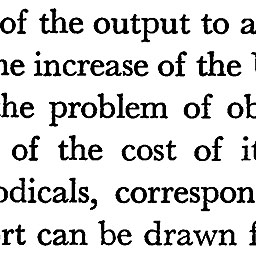 of the output to a
e increase of the
he problem of ob
of the cost of it
odicals, correspon
rt can be drawn f